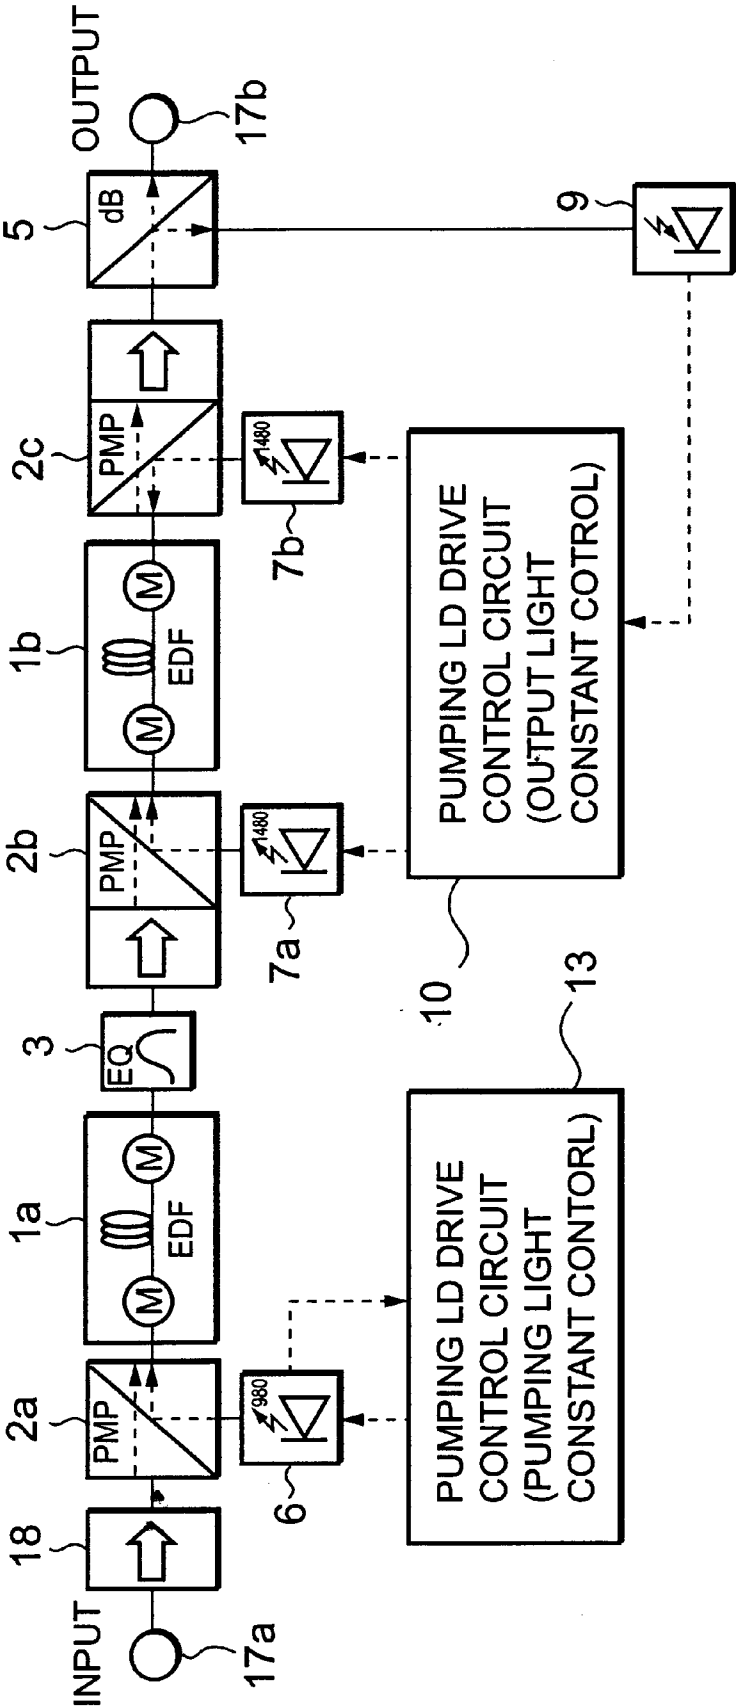 INPUT
17a
18
2a
PMP
980
6
1a
M
M
EDF
3
EQ
2b
PMP
1480
7a
1b
M
M
EDF
2c
PMP
1480
7b
5
dB
OUTPUT
17b
9
PUMPING LD DRIVE
CONTROL CIRCUIT
(PUMPING LIGHT
CONSTANT CONTORL)
13
PUMPING LD DRIVE
CONTROL CIRCUIT
(OUTPUT LIGHT
CONSTANT COTROL)
10